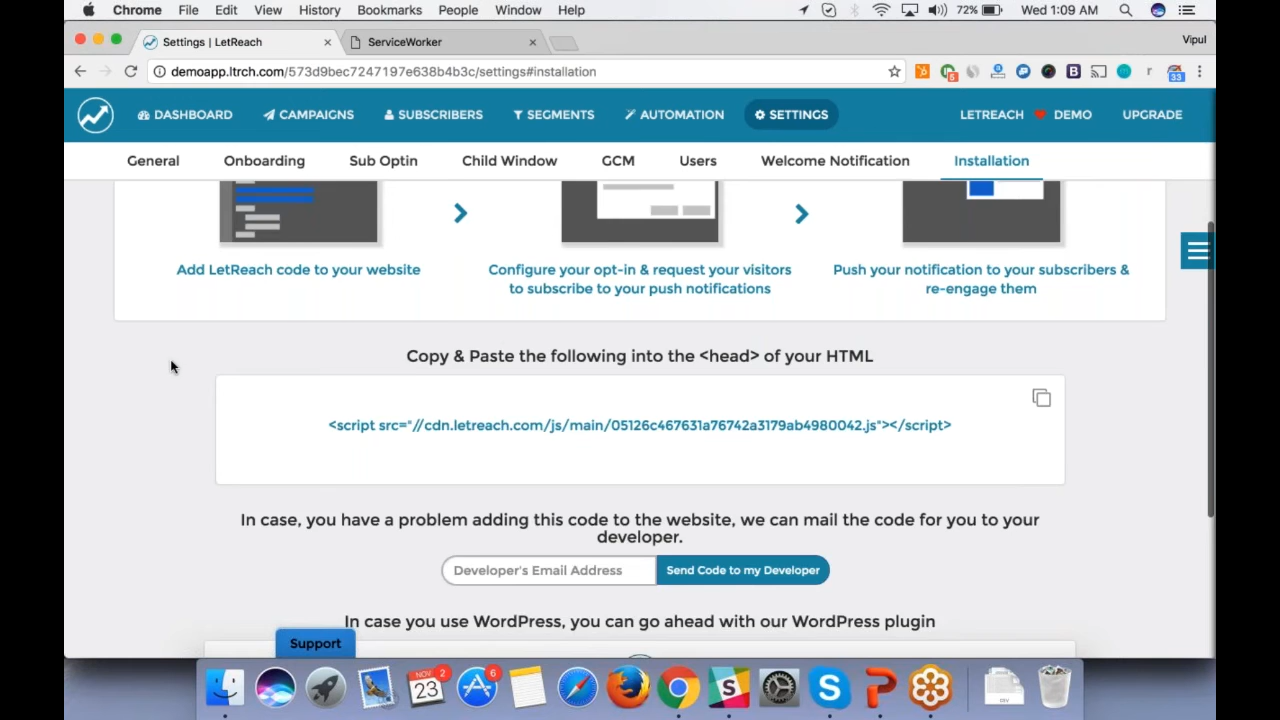 Chrome File Edit View History Bookmarks People Window Help 72% Wed 1:09 AM
Settings | LetReach ServiceWorker Vipul
demoapp.ltrch.com/573d9bec7247197e638b4b3c/settings#installation 5 B r 33
DASHBOARD CAMPAIGNS SUBSCRIBERS SEGMENTS AUTOMATION SETTINGS LETREACH DEMO UPGRADE
General Onboarding Sub Optin Child Window GCM Users Welcome Notification Installation
Add LetReach code to your website
Configure your opt-in & request your visitors
to subscribe to your push notifications
Push your notification to your subscribers &
re-engage them
Copy & Paste the following into the <head> of your HTML
<script src="//cdn.letreach.com/js/main/05126c467631a76742a3179ab4980042.js"></script>
In case, you have a problem adding this code to the website, we can mail the code for you to your
developer.
Developer's Email Address Send Code to my Developer
In case you use WordPress, you can go ahead with our WordPress plugin
Support
NOV 2 6
23